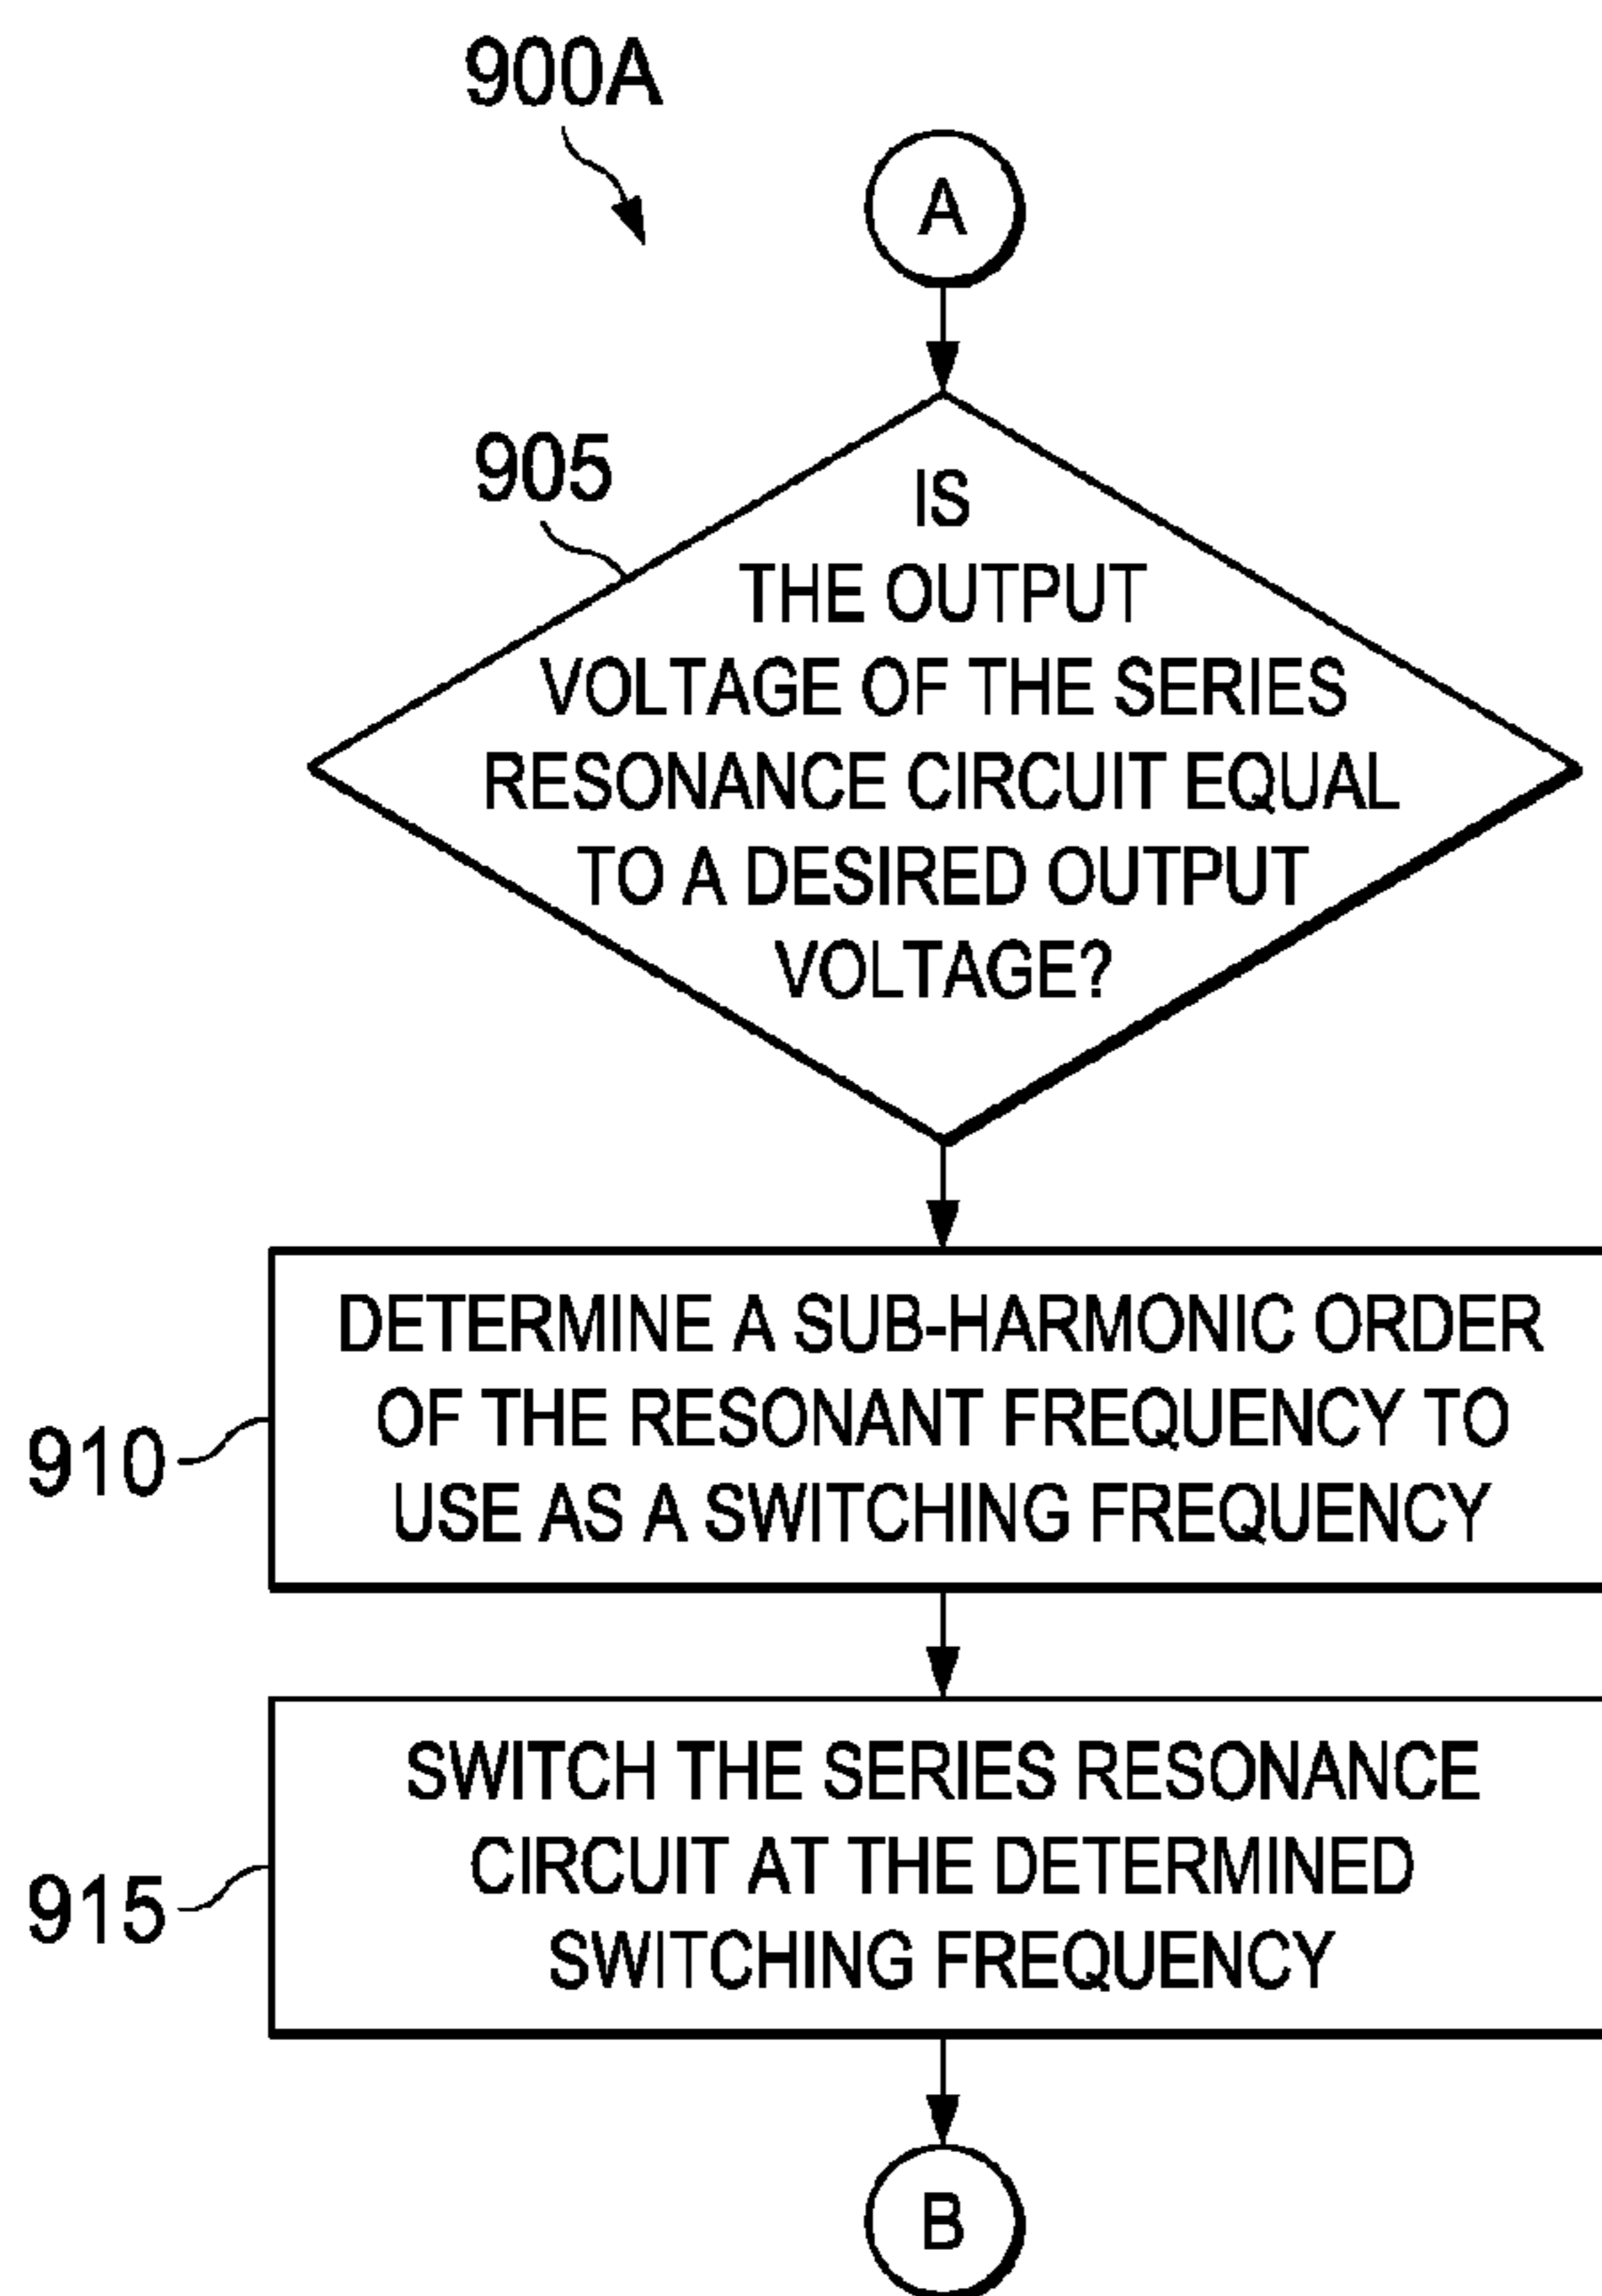 900A
A
905
IS
THE OUTPUT
VOLTAGE OF THE SERIES
RESONANCE CIRCUIT EQUAL
TO A DESIRED OUTPUT
VOLTAGE?
910
DETERMINE A SUB-HARMONIC ORDER
OF THE RESONANT FREQUENCY TO
USE AS A SWITCHING FREQUENCY
915
SWITCH THE SERIES RESONANCE
CIRCUIT AT THE DETERMINED
SWITCHING FREQUENCY
B